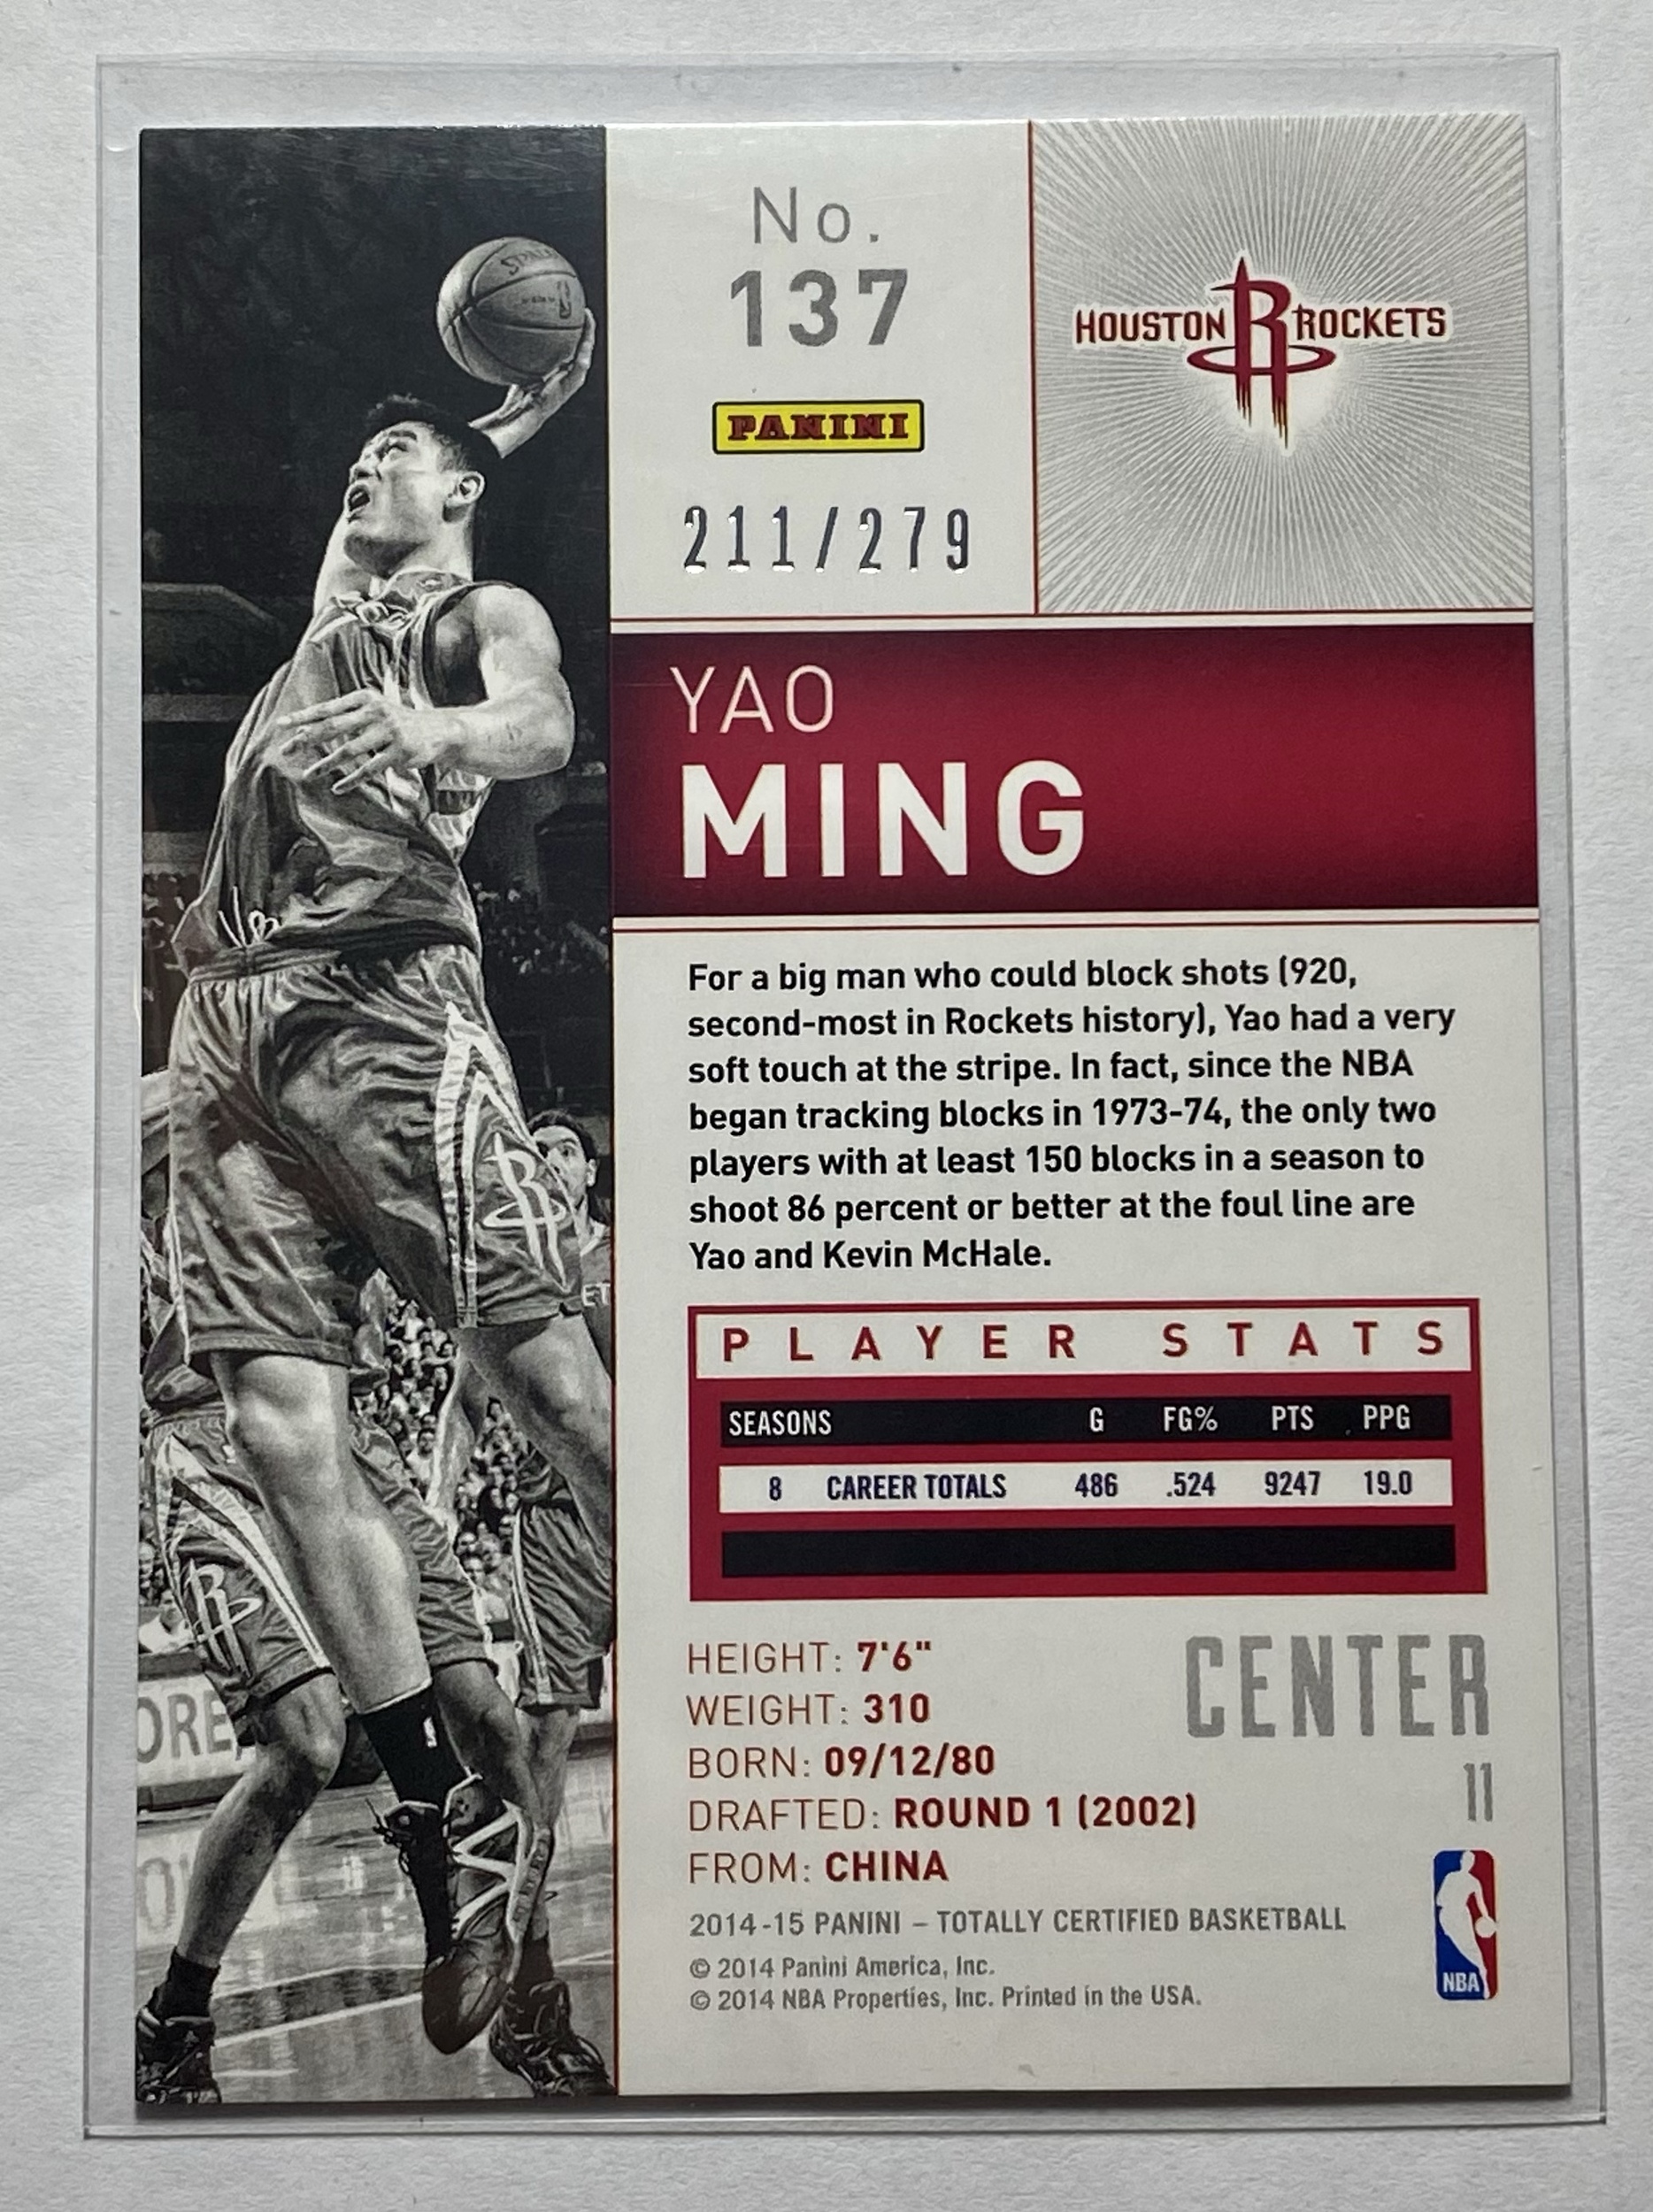 No.
137
PANINI
211/279
HOUSTON ROCKETS
YAO
MING
For a big man who could block shots (920,
second-most in Rockets history), Yao had a very
soft touch at the stripe. In fact, since the NBA
began tracking blocks in 1973-74, the only two
players with at least 150 blocks in a season to
shoot 86 percent or better at the foul line are
Yao and Kevin McHale.
PLAYER STATS
SEASONS G FG% PTS PPG
8 CAREER TOTALS 486 .524 9247 19.0
HEIGHT: 7'6"
WEIGHT: 310
BORN: 09/12/80
DRAFTED: ROUND 1 (2002)
FROM: CHINA
CENTER
11
2014-15 PANINI – TOTALLY CERTIFIED BASKETBALL
© 2014 Panini America, Inc.
© 2014 NBA Properties, Inc. Printed in the USA.
NBA